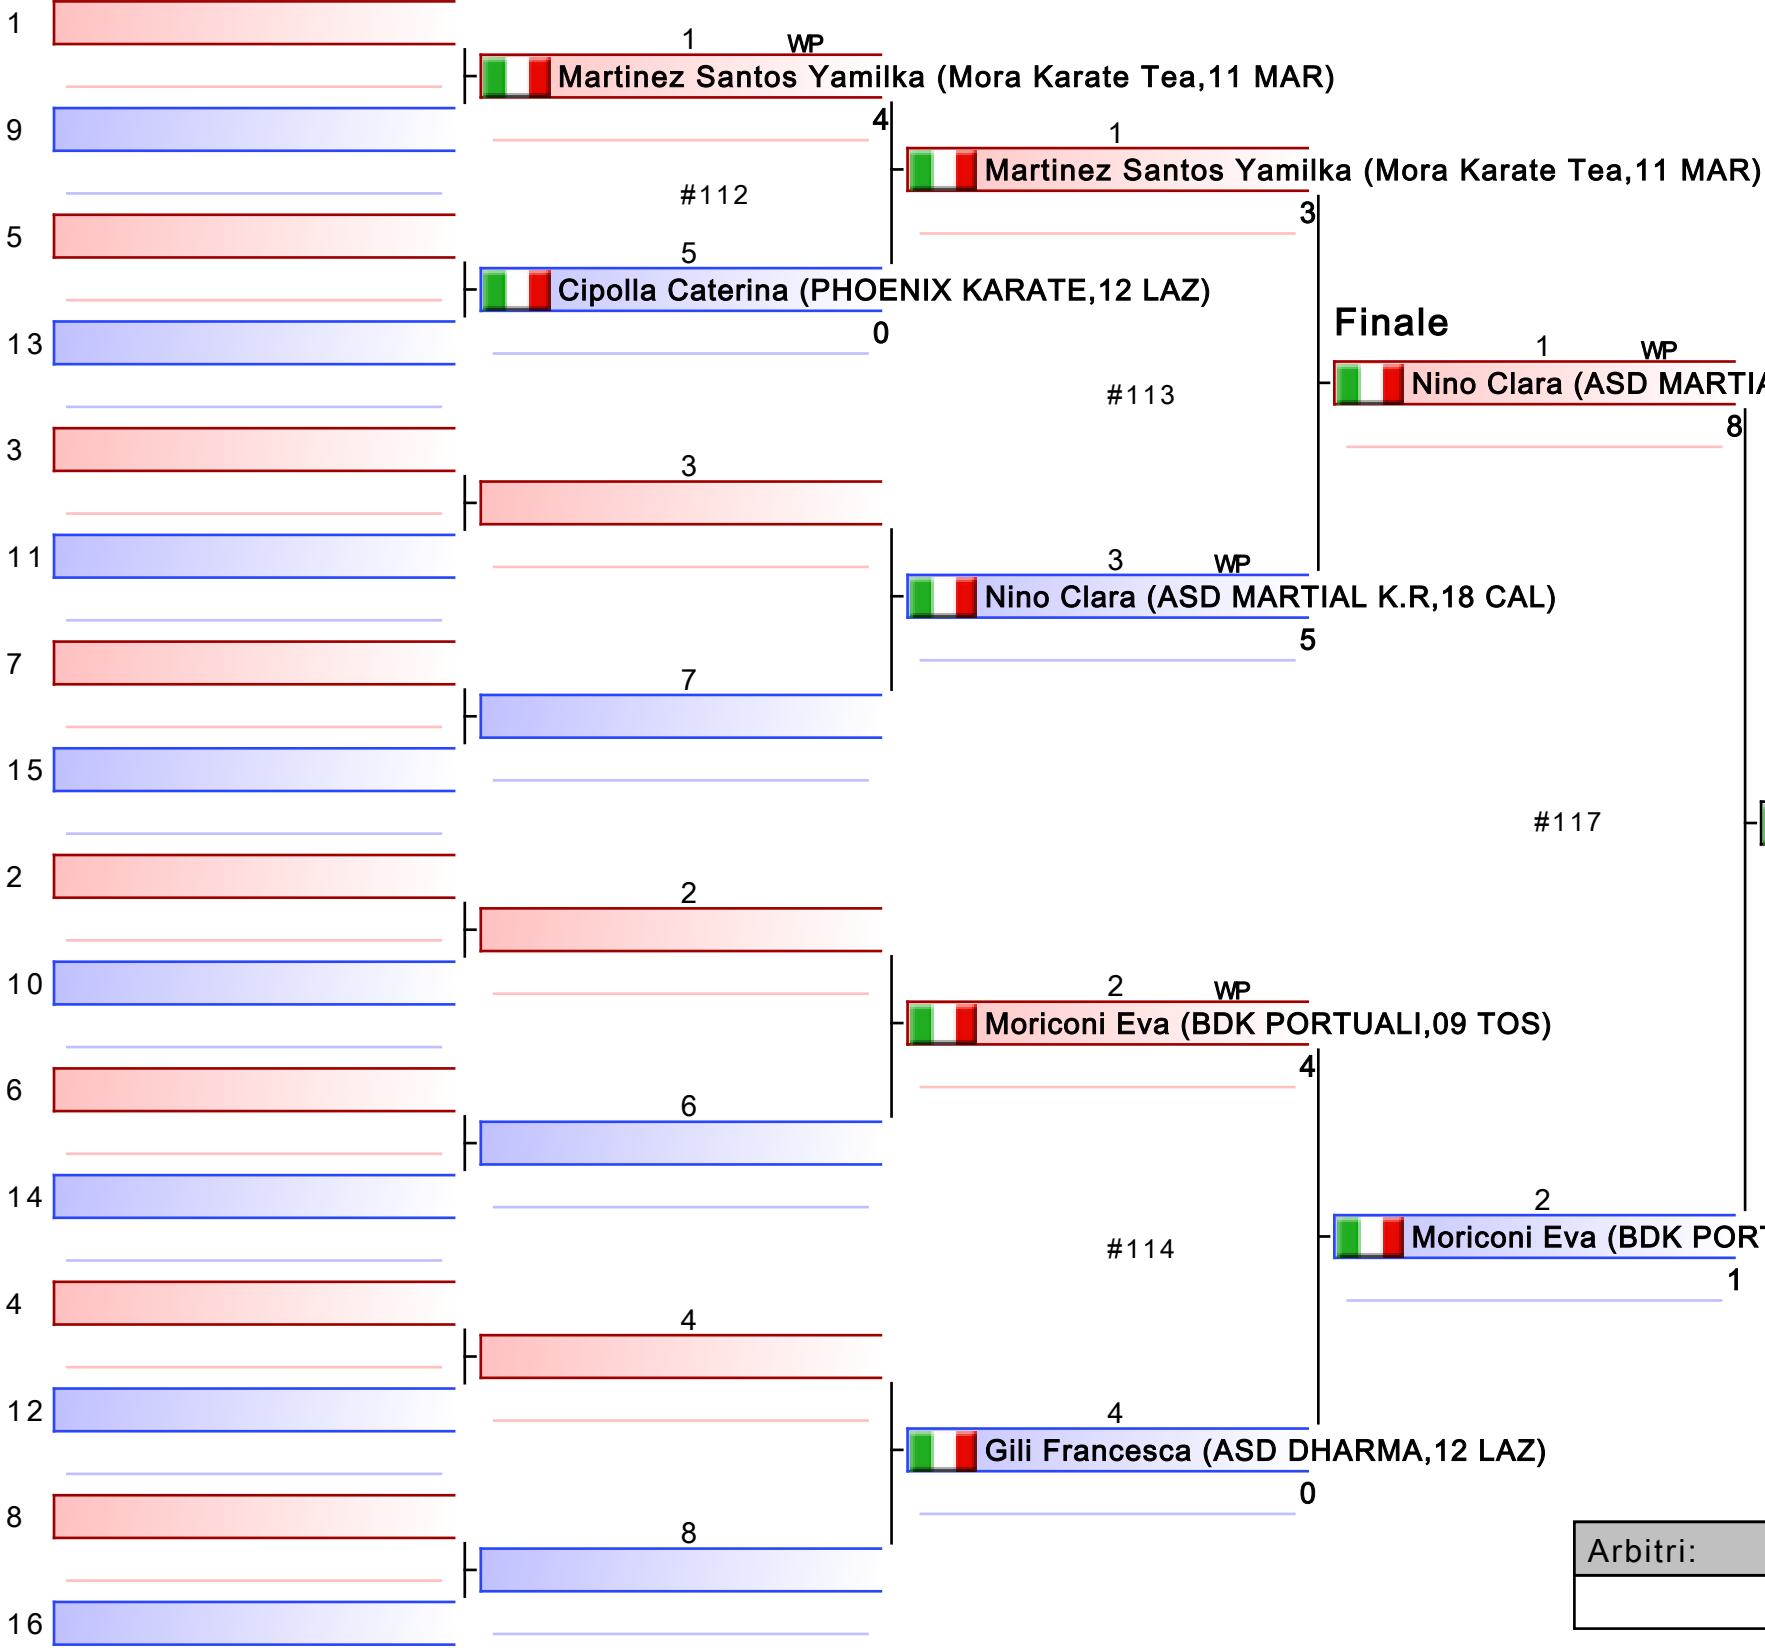 1
9
5
13
3
11
7
15
2
10
6
14
4
12
8
16
1 WP
Martinez Santos Yamilka (Mora Karate Tea,11 MAR)
4
#112
5
Cipolla Caterina (PHOENIX KARATE,12 LAZ)
0
3
7
2
6
4
8
1
Martinez Santos Yamilka (Mora Karate Tea,11 MAR)
3
#113
3 WP
Nino Clara (ASD MARTIAL K.R,18 CAL)
5
2 WP
Moriconi Eva (BDK PORTUALI,09 TOS)
4
#114
4
Gili Francesca (ASD DHARMA,12 LAZ)
0
Finale
1 WP
Nino Clara (ASD MARTIA
8
#117
2
Moriconi Eva (BDK PORT
1
Arbitri: